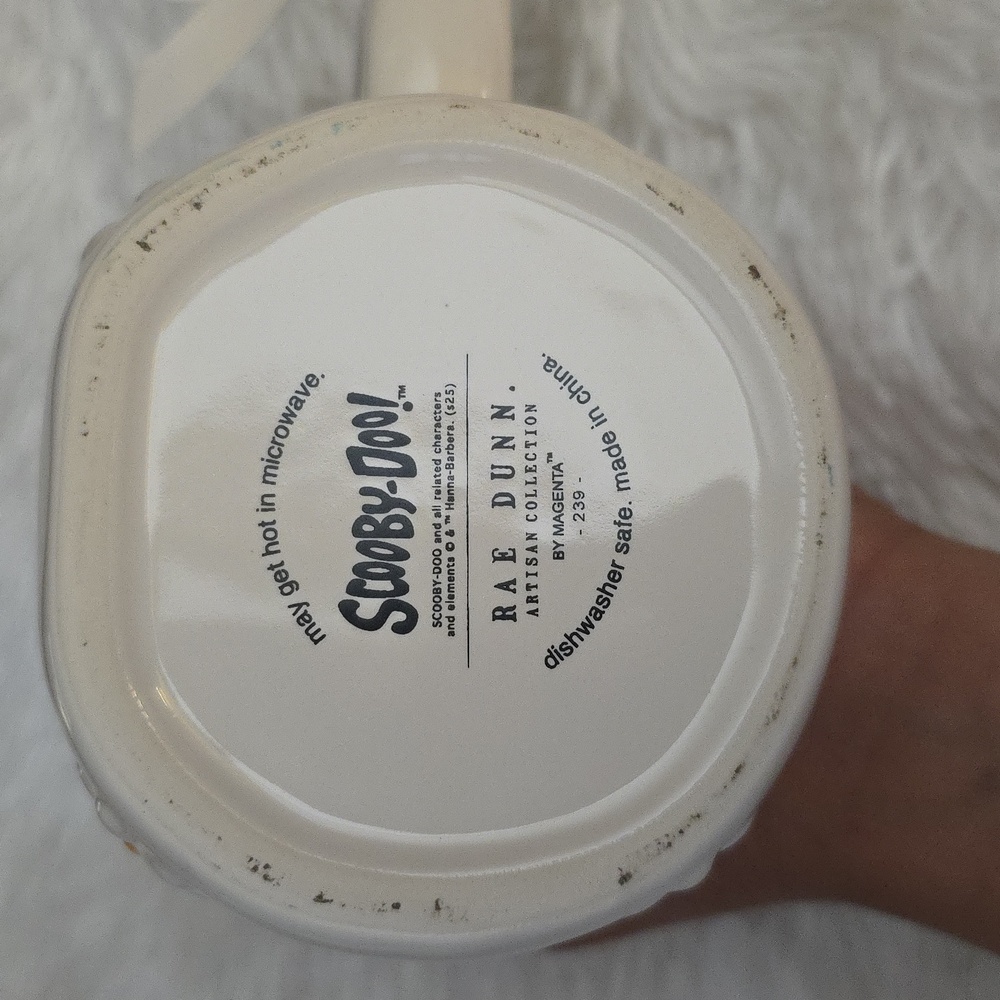 may get hot in microwave.
SCOOBY-DOO!™
SCOOBY-DOO and all related characters
and elements © & ™ Hanna-Barbera. (s25)
RAE DUNN.
ARTISAN COLLECTION
BY MAGENTA™
- 239 -
dishwasher safe. made in china.